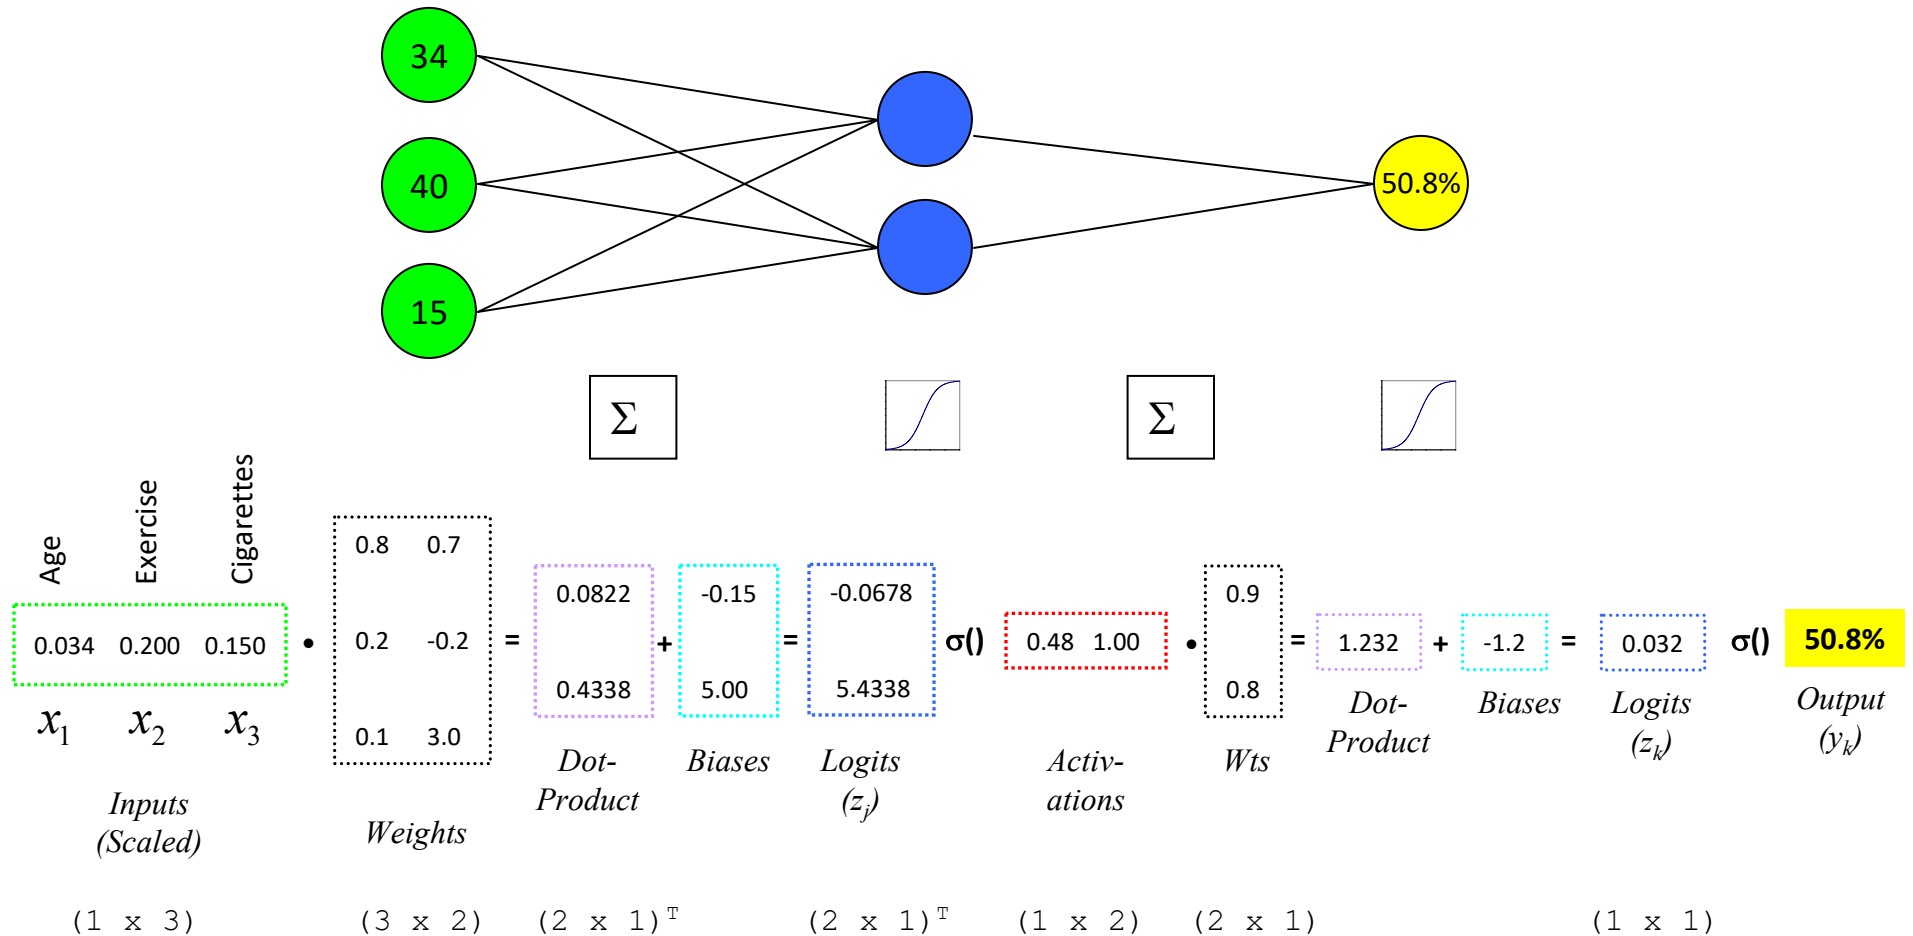 34
40
15
50.8%
Σ
Σ
Age
Exercise
Cigarettes
0.034 0.200 0.150
x1 x2 x3
Inputs
(Scaled)
•
0.8 0.7
0.2 -0.2
0.1 3.0
Weights
=
0.0822
0.4338
Dot-
Product
+
-0.15
5.00
Biases
=
-0.0678
5.4338
Logits
(zj)
σ()
0.48 1.00
Activ-
ations
•
0.9
0.8
Wts
=
1.232
Dot-
Product
+
-1.2
Biases
=
0.032
Logits
(zk)
σ()
50.8%
Output
(yk)
(1 x 3) (3 x 2) (2 x 1)T (2 x 1)T (1 x 2) (2 x 1) (1 x 1)